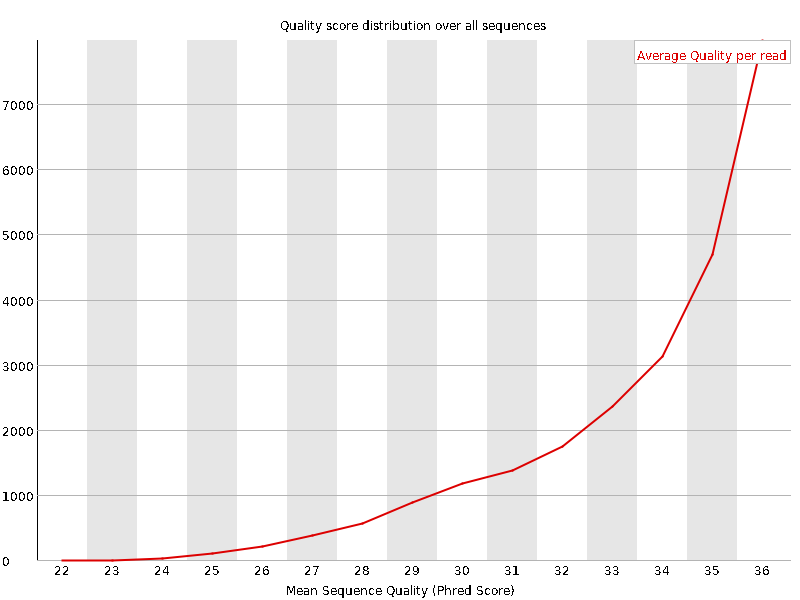 Quality score distribution over all sequences
Average Quality per read
7000
6000
5000
4000
3000
2000
1000
0
22 23 24 25 26 27 28 29 30 31 32 33 34 35 36
Mean Sequence Quality (Phred Score)